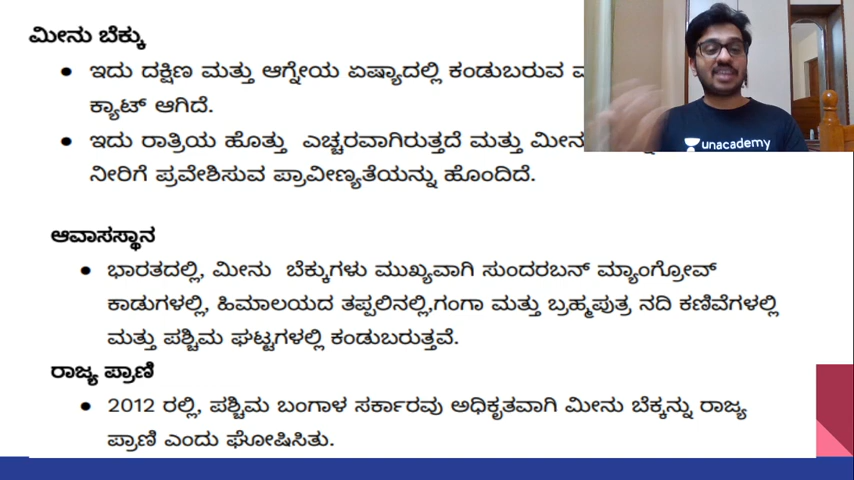 ಮೀನು ಬೆಕ್ಕು
● ಇದು ದಕ್ಷಿಣ ಮತ್ತು ಆಗ್ನೇಯ ಏಷ್ಯಾದಲ್ಲಿ ಕಂಡುಬರುವ
ಕ್ಯಾಟ್ ಆಗಿದೆ.
● ಇದು ರಾತ್ರಿಯ ಹೊತ್ತು ಎಚ್ಚರವಾಗಿರುತ್ತದೆ ಮತ್ತು ಮೀನು
unacademy
ನೀರಿಗೆ ಪ್ರವೇಶಿಸುವ ಪ್ರಾವೀಣ್ಯತೆಯನ್ನು ಹೊಂದಿದೆ.
ಆವಾಸಸ್ಥಾನ
● ಭಾರತದಲ್ಲಿ, ಮೀನು ಬೆಕ್ಕುಗಳು ಮುಖ್ಯವಾಗಿ ಸುಂದರಬನ್ ಮ್ಯಾಂಗ್ರೋವ್
ಕಾಡುಗಳಲ್ಲಿ, ಹಿಮಾಲಯದ ತಪ್ಪಲಿನಲ್ಲಿ,ಗಂಗಾ ಮತ್ತು ಬ್ರಹ್ಮಪುತ್ರ ನದಿ ಕಣಿವೆಗಳಲ್ಲಿ
ಮತ್ತು ಪಶ್ಚಿಮ ಘಟ್ಟಗಳಲ್ಲಿ ಕಂಡುಬರುತ್ತವೆ.
ರಾಜ್ಯ ಪ್ರಾಣಿ
● 2012 ರಲ್ಲಿ, ಪಶ್ಚಿಮ ಬಂಗಾಳ ಸರ್ಕಾರವು ಅಧಿಕೃತವಾಗಿ ಮೀನು ಬೆಕ್ಕನ್ನು ರಾಜ್ಯ
ಪ್ರಾಣಿ ಎಂದು ಘೋಷಿಸಿತು.